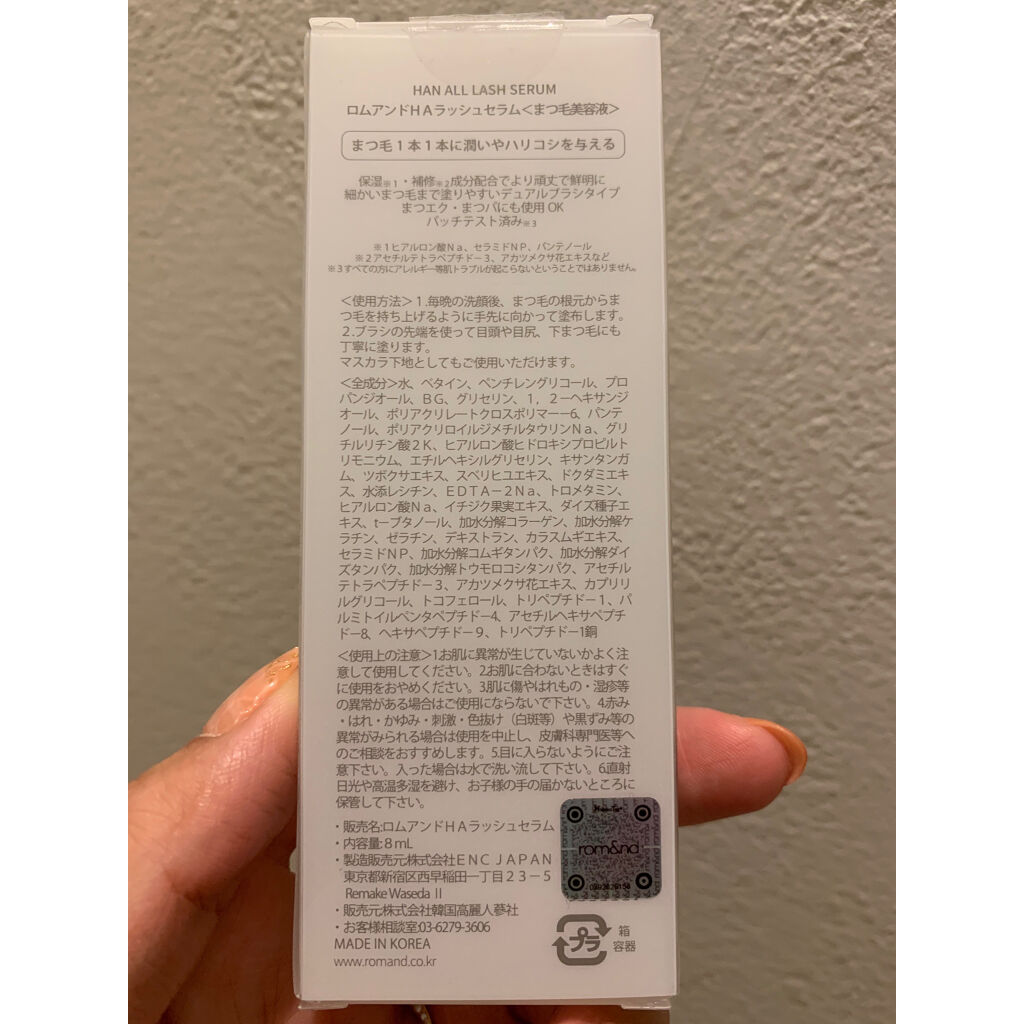 HAN ALL LASH SERUM
ロムアンドＨＡラッシュセラム＜まつ毛美容液＞
まつ毛１本１本に潤いやハリコシを与える
保湿※1・補修※2成分配合でより頑丈で鮮明に
細かいまつ毛まで塗りやすいデュアルブラシタイプ
まつエク・まつパにも使用 OK
パッチテスト済み※3
※１ヒアルロン酸Ｎａ、セラミドＮＰ、パンテノール
※２アセチルテトラペプチドｰ３、アカツメクサ花エキスなど
※３すべての方にアレルギー等肌トラブルが起こらないということではありません。
＜使用方法＞１.毎晩の洗顔後、まつ毛の根元からま
つ毛を持ち上げるように手先に向かって塗布します。
２.ブラシの先端を使って目頭や目尻、下まつ毛にも
丁寧に塗ります。
マスカラ下地としてもご使用いただけます。
＜全成分＞水、ベタイン、ペンチレングリコール、プロ
パンジオール、ＢＧ、グリセリン、１，２－ヘキサンジ
オール、ポリアクリレートクロスポリマー6、パンテ
ノール、ポリアクリロイルジメチルタウリンＮａ、グリ
チルリチン酸２Ｋ、ヒアルロン酸ヒドロキシプロピルト
リモニウム、エチルヘキシルグリセリン、キサンタンガ
ム、ツボクサエキス、スベリヒユエキス、ドクダミエキ
ス、水添レシチン、ＥＤＴＡ－２Ｎａ、トロメタミン、
ヒアルロン酸Ｎａ、イチジク果実エキス、ダイズ種子エ
キス、tーブタノール、加水分解コラーゲン、加水分解ケ
ラチン、ゼラチン、デキストラン、カラスムギエキス、
セラミドＮＰ、加水分解コムギタンパク、加水分解ダイ
ズタンパク、加水分解トウモロコシタンパク、アセチル
テトラペプチドー３、アカツメクサ花エキス、カプリリ
ルグリコール、トコフェロール、トリペプチドー１、パ
ルミトイルペンタペプチドー4、アセチルヘキサペプチ
ドー8、ヘキサペプチドー９、トリペプチドー1銅
＜使用上の注意＞1.お肌に異常が生じていないかよく注
意して使用してください。2.お肌に合わないときはすぐ
に使用をおやめください。3.肌に傷やはれもの・湿疹等
の異常がある場合はご使用にならないで下さい。4.赤み
・はれ・かゆみ・刺激・色抜け（白斑等）や黒ずみ等の
異常がみられる場合は使用を中止し、皮膚科専門医等へ
のご相談をおすすめします。5.目に入らないようにご注
意下さい。入った場合は水で洗い流して下さい。6.直射
日光や高温多湿を避け、お子様の手の届かないところに
保管して下さい。
・販売名:ロムアンドＨＡラッシュセラム
・内容量:８mL
・製造販売元:株式会社ＥＮＣ ＪＡＰＡＮ
東京都新宿区西早稲田一丁目２３－５
Remake Waseda Ⅱ
・販売元:株式会社韓国高麗人蔘社
・お客様相談室:03-6279-3606
MADE IN KOREA
www.romand.co.kr
rom&nd
プラ
箱
容器